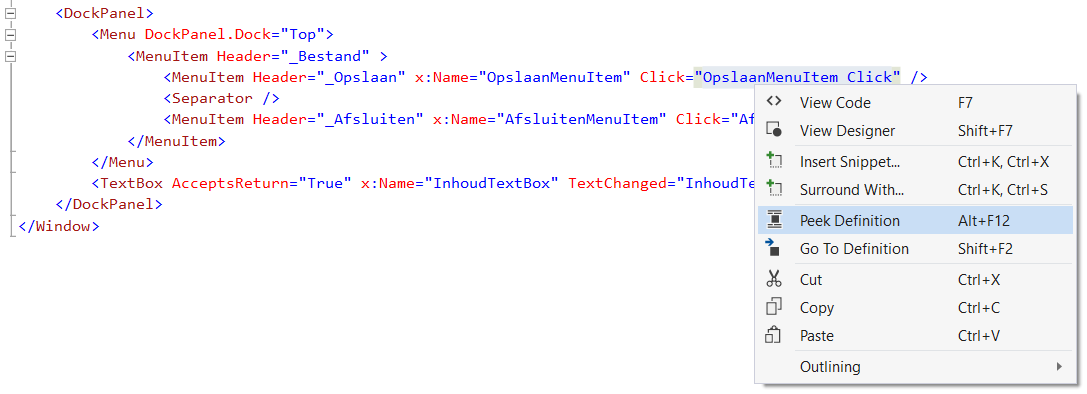 <DockPanel>
<Menu DockPanel.Dock="Top">
<MenuItem Header="_Bestand" >
<MenuItem Header="_Opslaan" x:Name="OpslaanMenuItem" Click="OpslaanMenuItem_Click" />
<Separator />
<MenuItem Header="_Afsluiten" x:Name="AfsluitenMenuItem" Click="Af
</MenuItem>
</Menu>
<TextBox AcceptsReturn="True" x:Name="InhoudTextBox" TextChanged="InhoudTe
</DockPanel>
</Window>
View Code F7
View Designer Shift+F7
Insert Snippet... Ctrl+K, Ctrl+X
Surround With... Ctrl+K, Ctrl+S
Peek Definition Alt+F12
Go To Definition Shift+F2
Cut Ctrl+X
Copy Ctrl+C
Paste Ctrl+V
Outlining